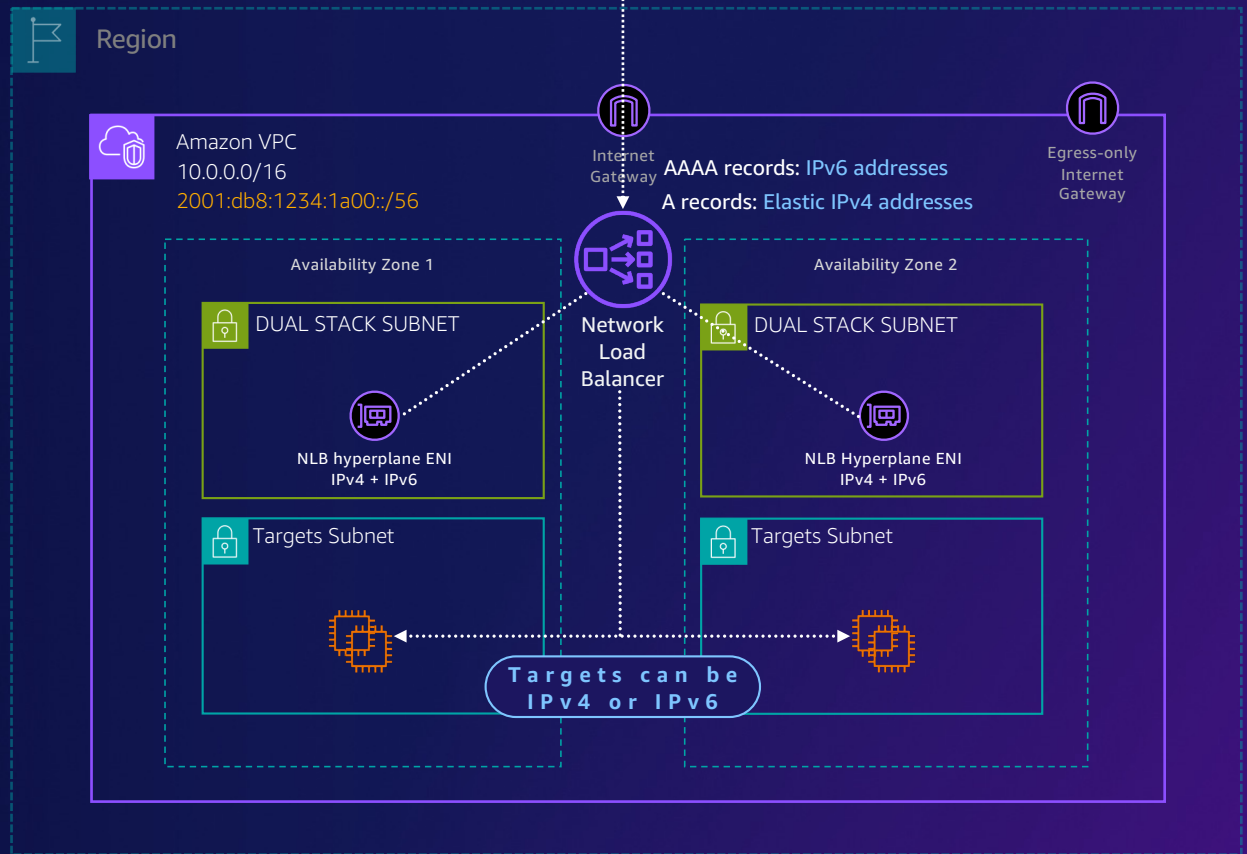 Region
Amazon VPC
10.0.0.0/16
2001:db8:1234:1a00::/56
Internet
Gateway
AAAA records: IPv6 addresses
A records: Elastic IPv4 addresses
Egress-only
Internet
Gateway
Availability Zone 1
Availability Zone 2
DUAL STACK SUBNET
Network
Load
Balancer
DUAL STACK SUBNET
NLB hyperplane ENI
IPv4 + IPv6
NLB Hyperplane ENI
IPv4 + IPv6
Targets Subnet
Targets Subnet
Targets can be
IPv4 or IPv6